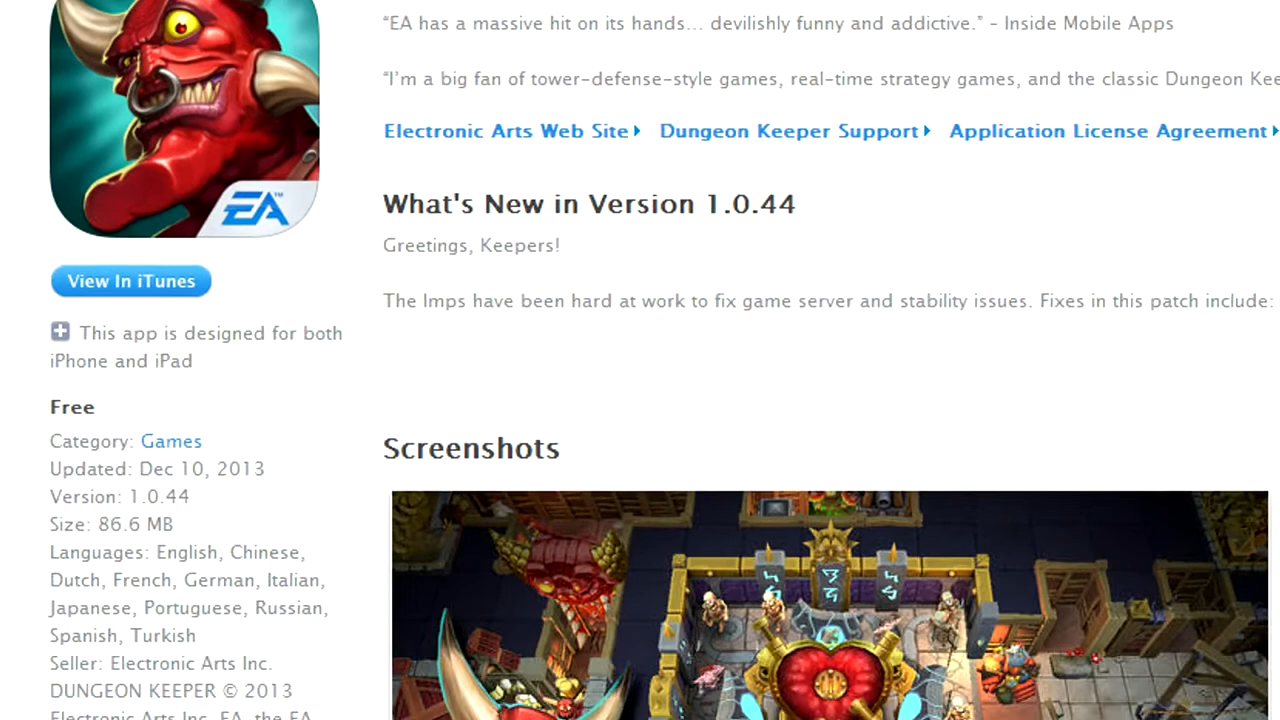 “EA has a massive hit on its hands... devilishly funny and addictive.” – Inside Mobile Apps
“I’m a big fan of tower-defense-style games, real-time strategy games, and the classic Dungeon Kee
Electronic Arts Web Site
Dungeon Keeper Support
Application License Agreement
What's New in Version 1.0.44
Greetings, Keepers!
The Imps have been hard at work to fix game server and stability issues. Fixes in this patch include:
Screenshots
EA™
View In iTunes
This app is designed for both
iPhone and iPad
Free
Category: Games
Updated: Dec 10, 2013
Version: 1.0.44
Size: 86.6 MB
Languages: English, Chinese,
Dutch, French, German, Italian,
Japanese, Portuguese, Russian,
Spanish, Turkish
Seller: Electronic Arts Inc.
DUNGEON KEEPER © 2013
Electronic Arts Inc. EA, the EA